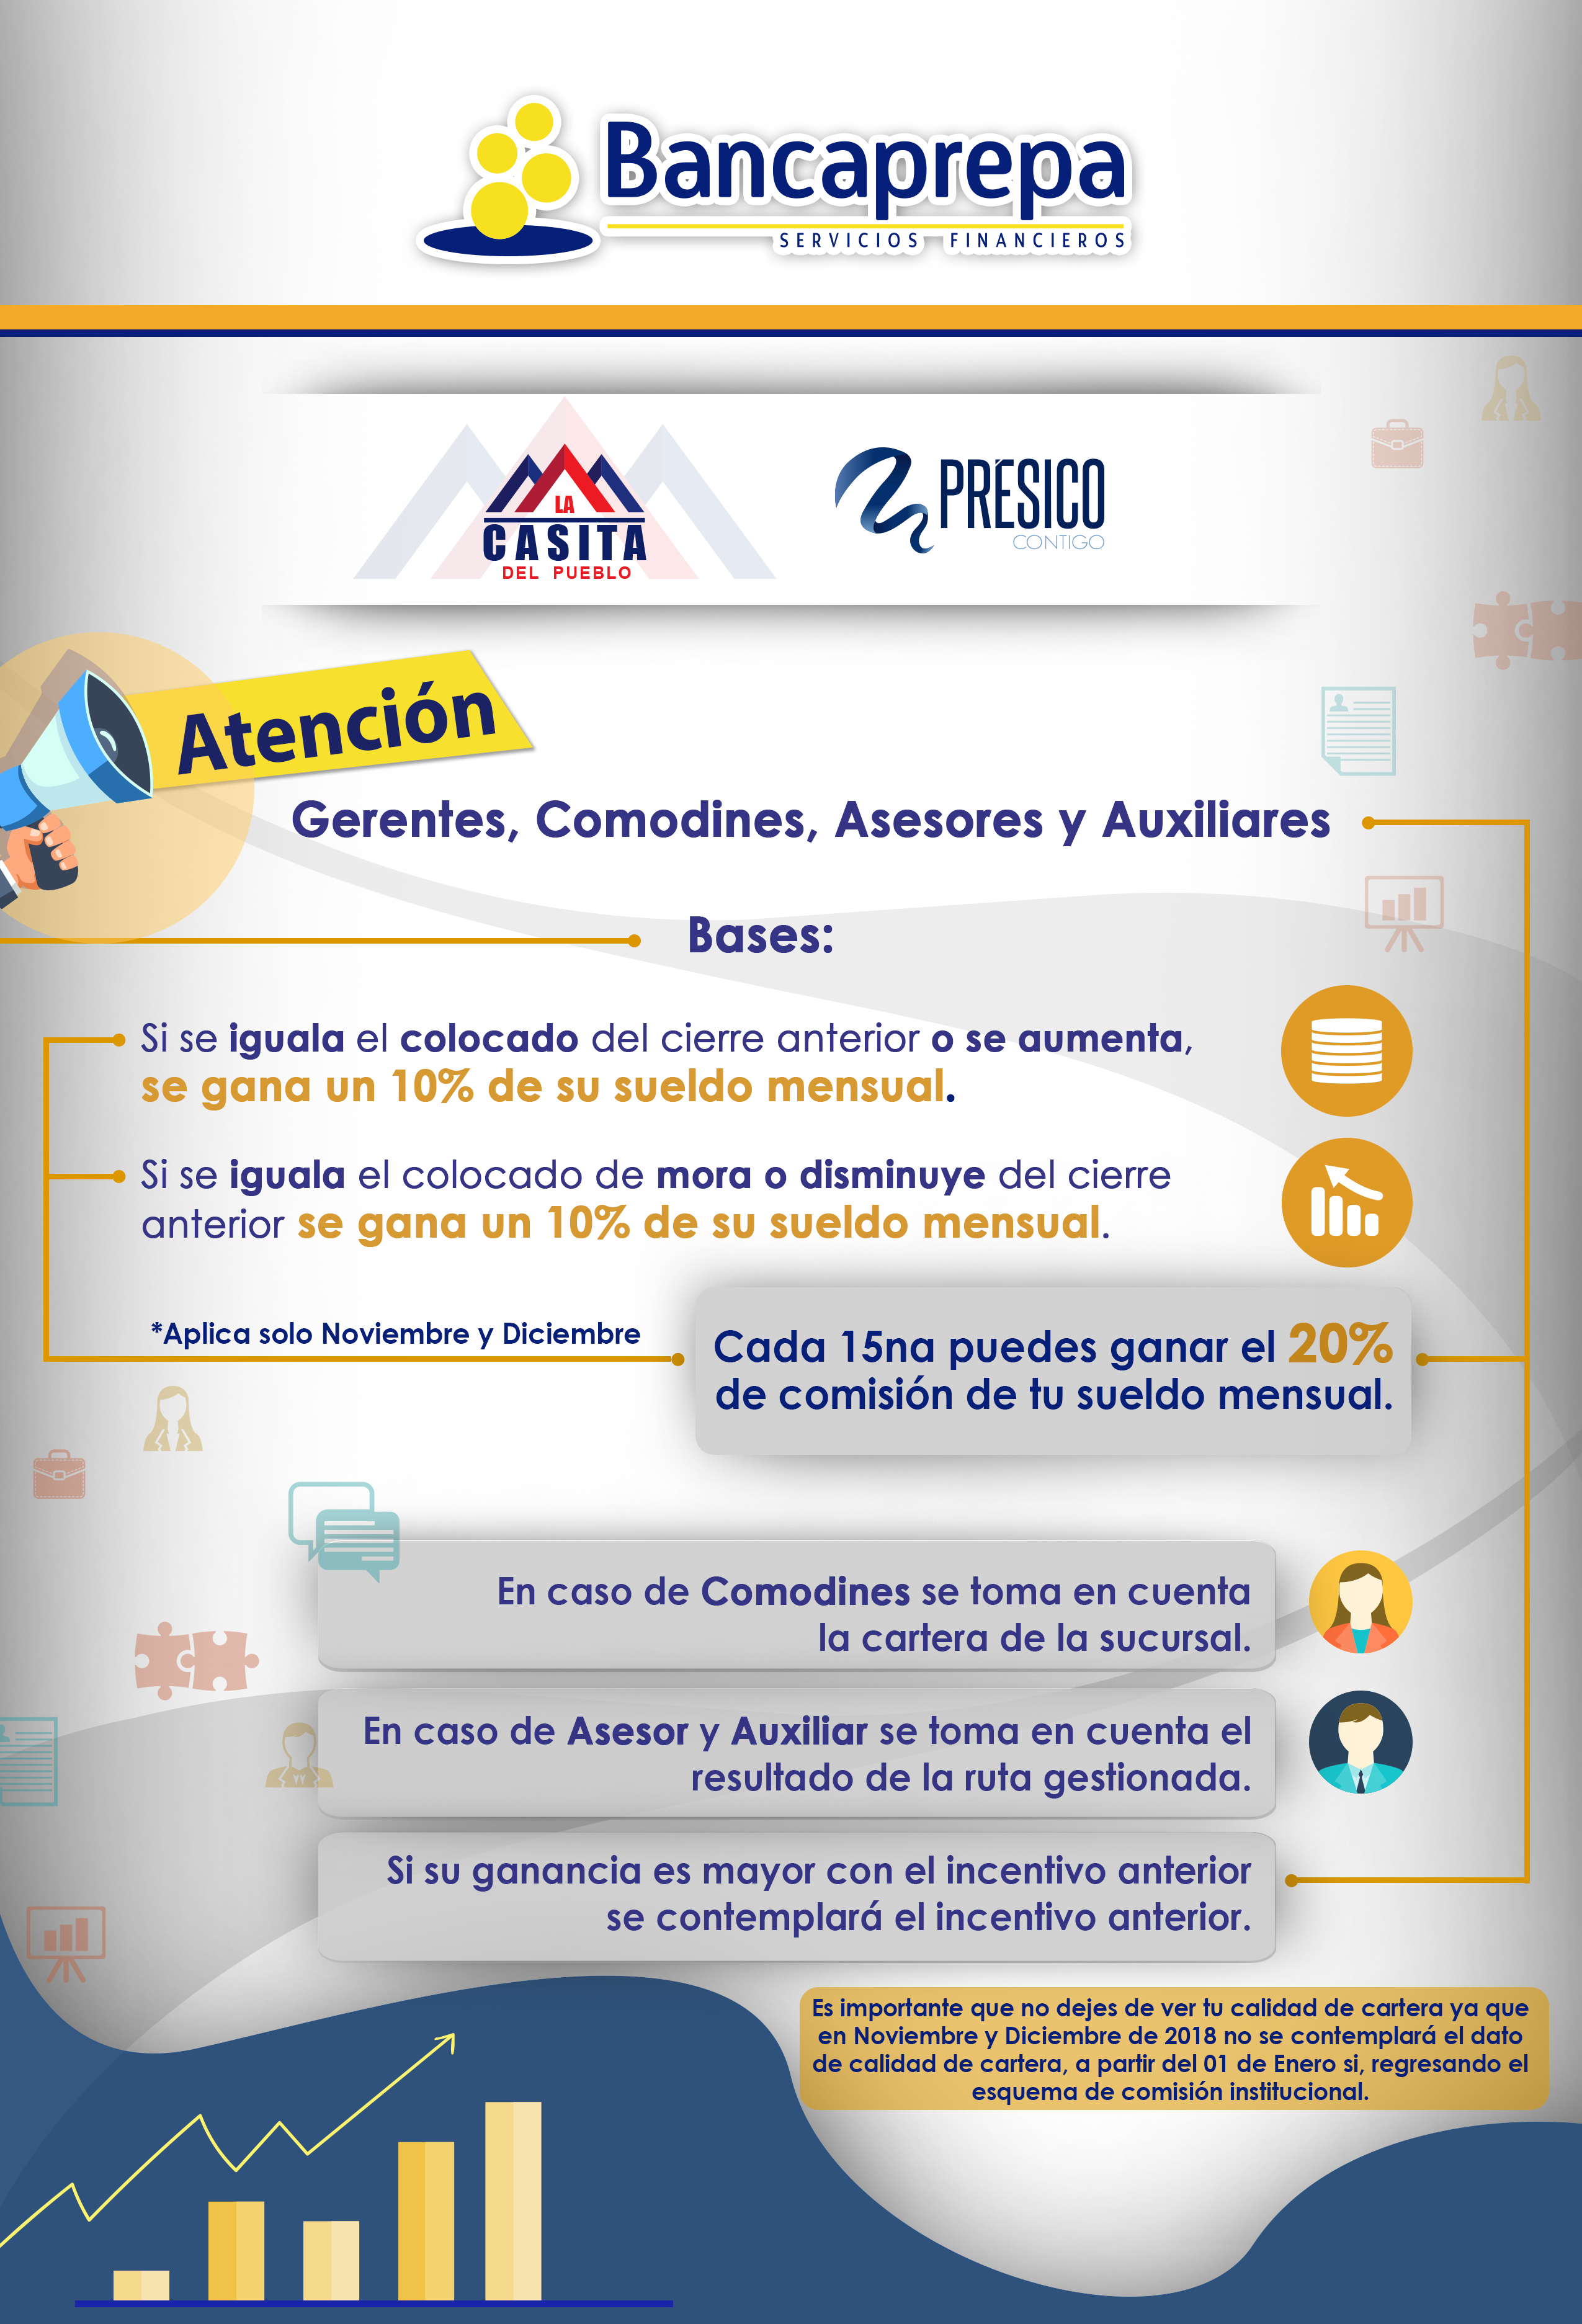 Bancaprepa
SERVICIOS FINANCIEROS
LA
CASITA
DEL PUEBLO
PRÉSICO
CONTIGO
Atención
Gerentes, Comodines, Asesores y Auxiliares
Bases:
Si se iguala el colocado del cierre anterior o se aumenta,
se gana un 10% de su sueldo mensual.
Si se iguala el colocado de mora o disminuye del cierre
anterior se gana un 10% de su sueldo mensual.
*Aplica solo Noviembre y Diciembre
Cada 15na puedes ganar el 20%
de comisión de tu sueldo mensual.
En caso de Comodines se toma en cuenta
la cartera de la sucursal.
En caso de Asesor y Auxiliar se toma en cuenta el
resultado de la ruta gestionada.
Si su ganancia es mayor con el incentivo anterior
se contemplará el incentivo anterior.
Es importante que no dejes de ver tu calidad de cartera ya que
en Noviembre y Diciembre de 2018 no se contemplará el dato
de calidad de cartera, a partir del 01 de Enero si, regresando el
esquema de comisión institucional.